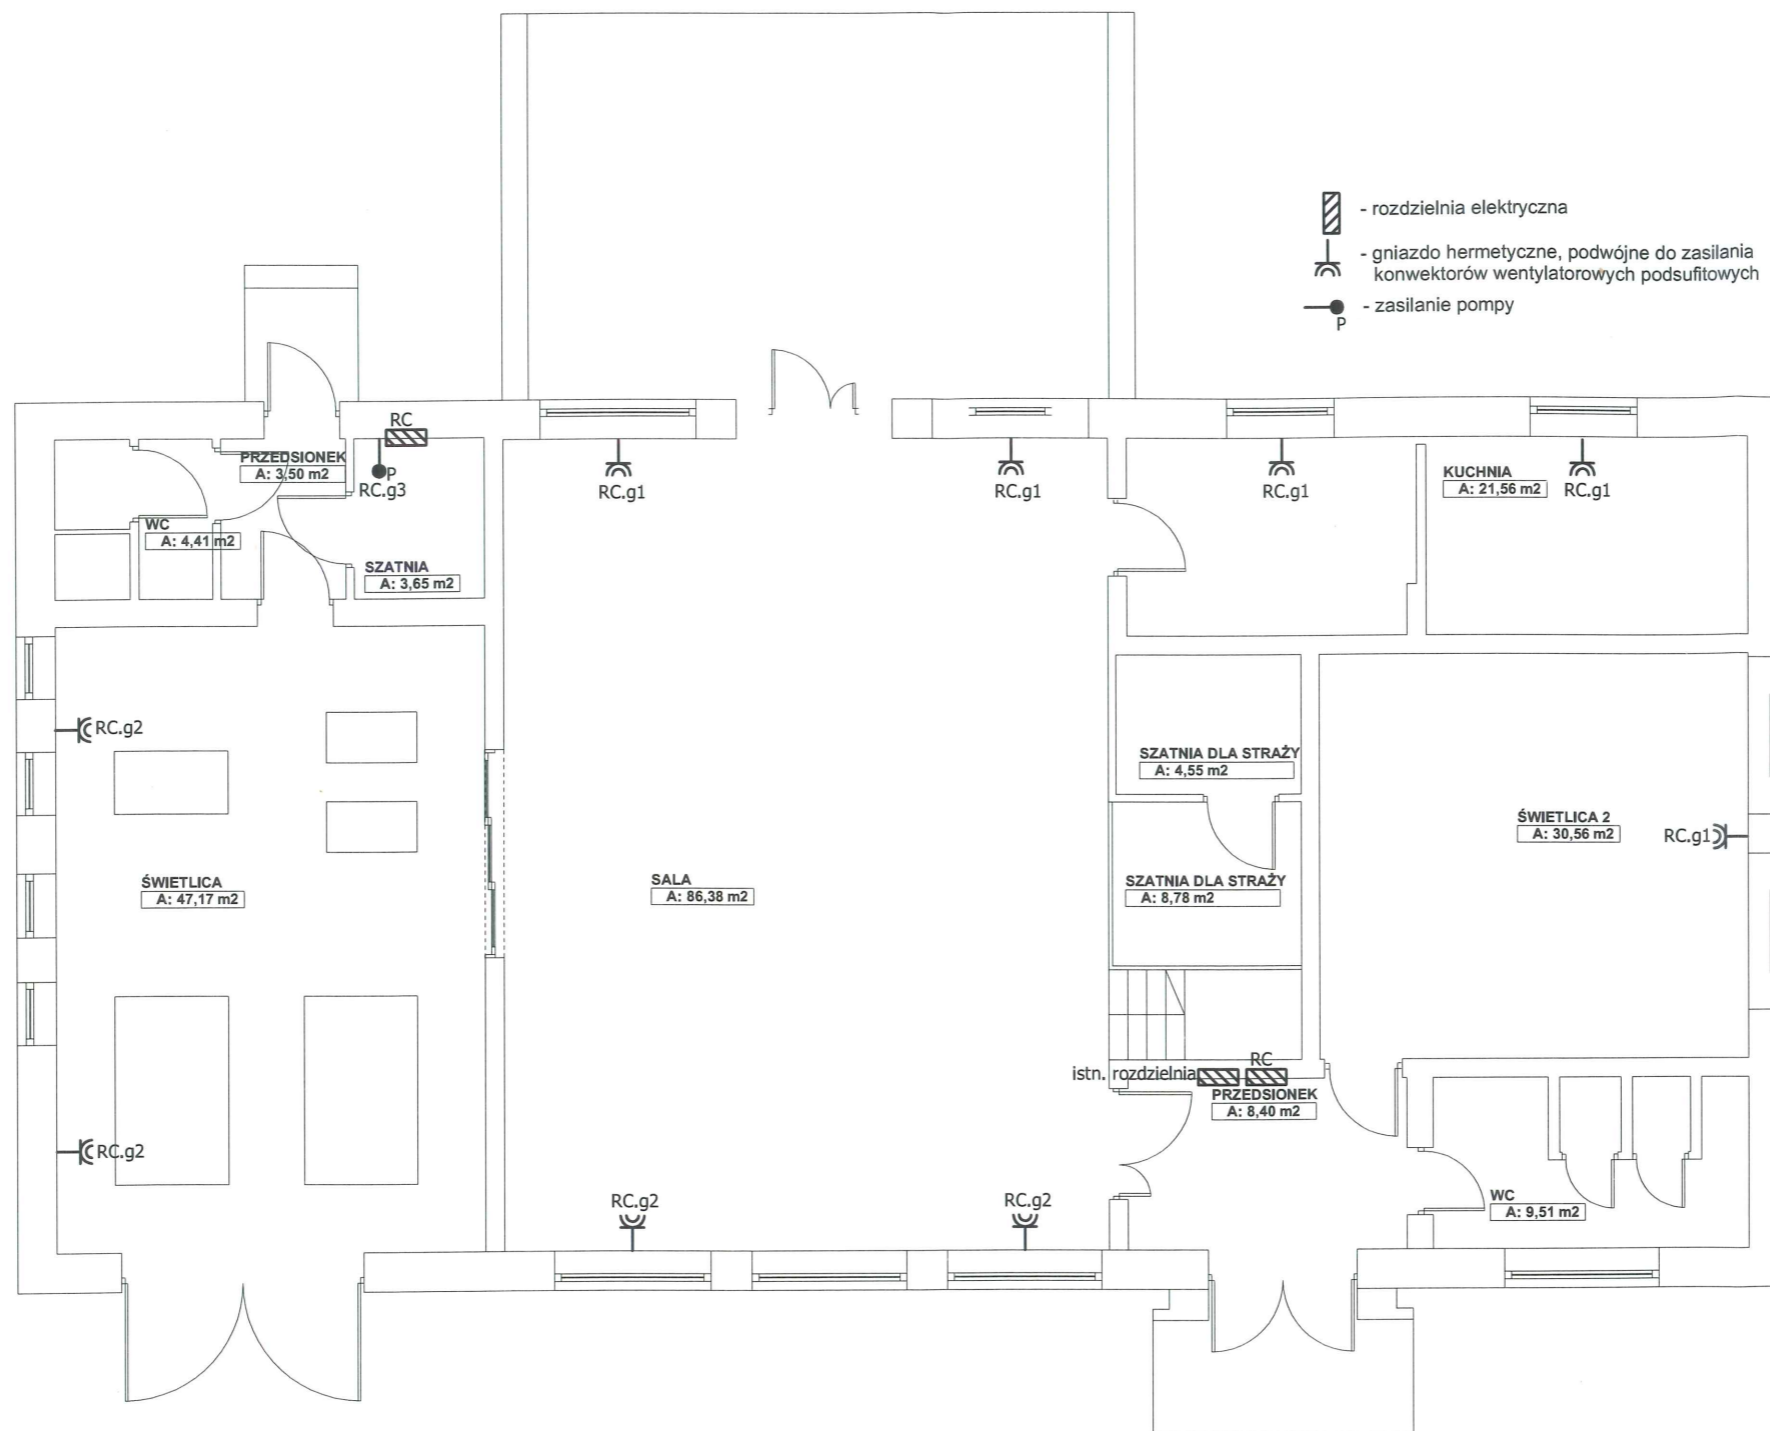 - rozdzielnia elektryczna
- gniazdo hermetyczne, podwójne do zasilania
konwektorów wentylatorowych podsufitowych
- zasilanie pompy
P
RC
PRZEDSIONEK
A: 3,50 m2
P
RC.g3
RC.g1
RC.g1
RC.g1
KUCHNIA
A: 21,56 m2
RC.g1
WC
A: 4,41 m2
SZATNIA
A: 3,65 m2
RC.g2
SZATNIA DLA STRAŻY
A: 4,55 m2
ŚWIETLICA 2
A: 30,56 m2
RC.g1
ŚWIETLICA
A: 47,17 m2
SALA
A: 86,38 m2
SZATNIA DLA STRAŻY
A: 8,78 m2
RC
istn. rozdzielnia
PRZEDSIONEK
A: 8,40 m2
RC.g2
RC.g2
RC.g2
WC
A: 9,51 m2